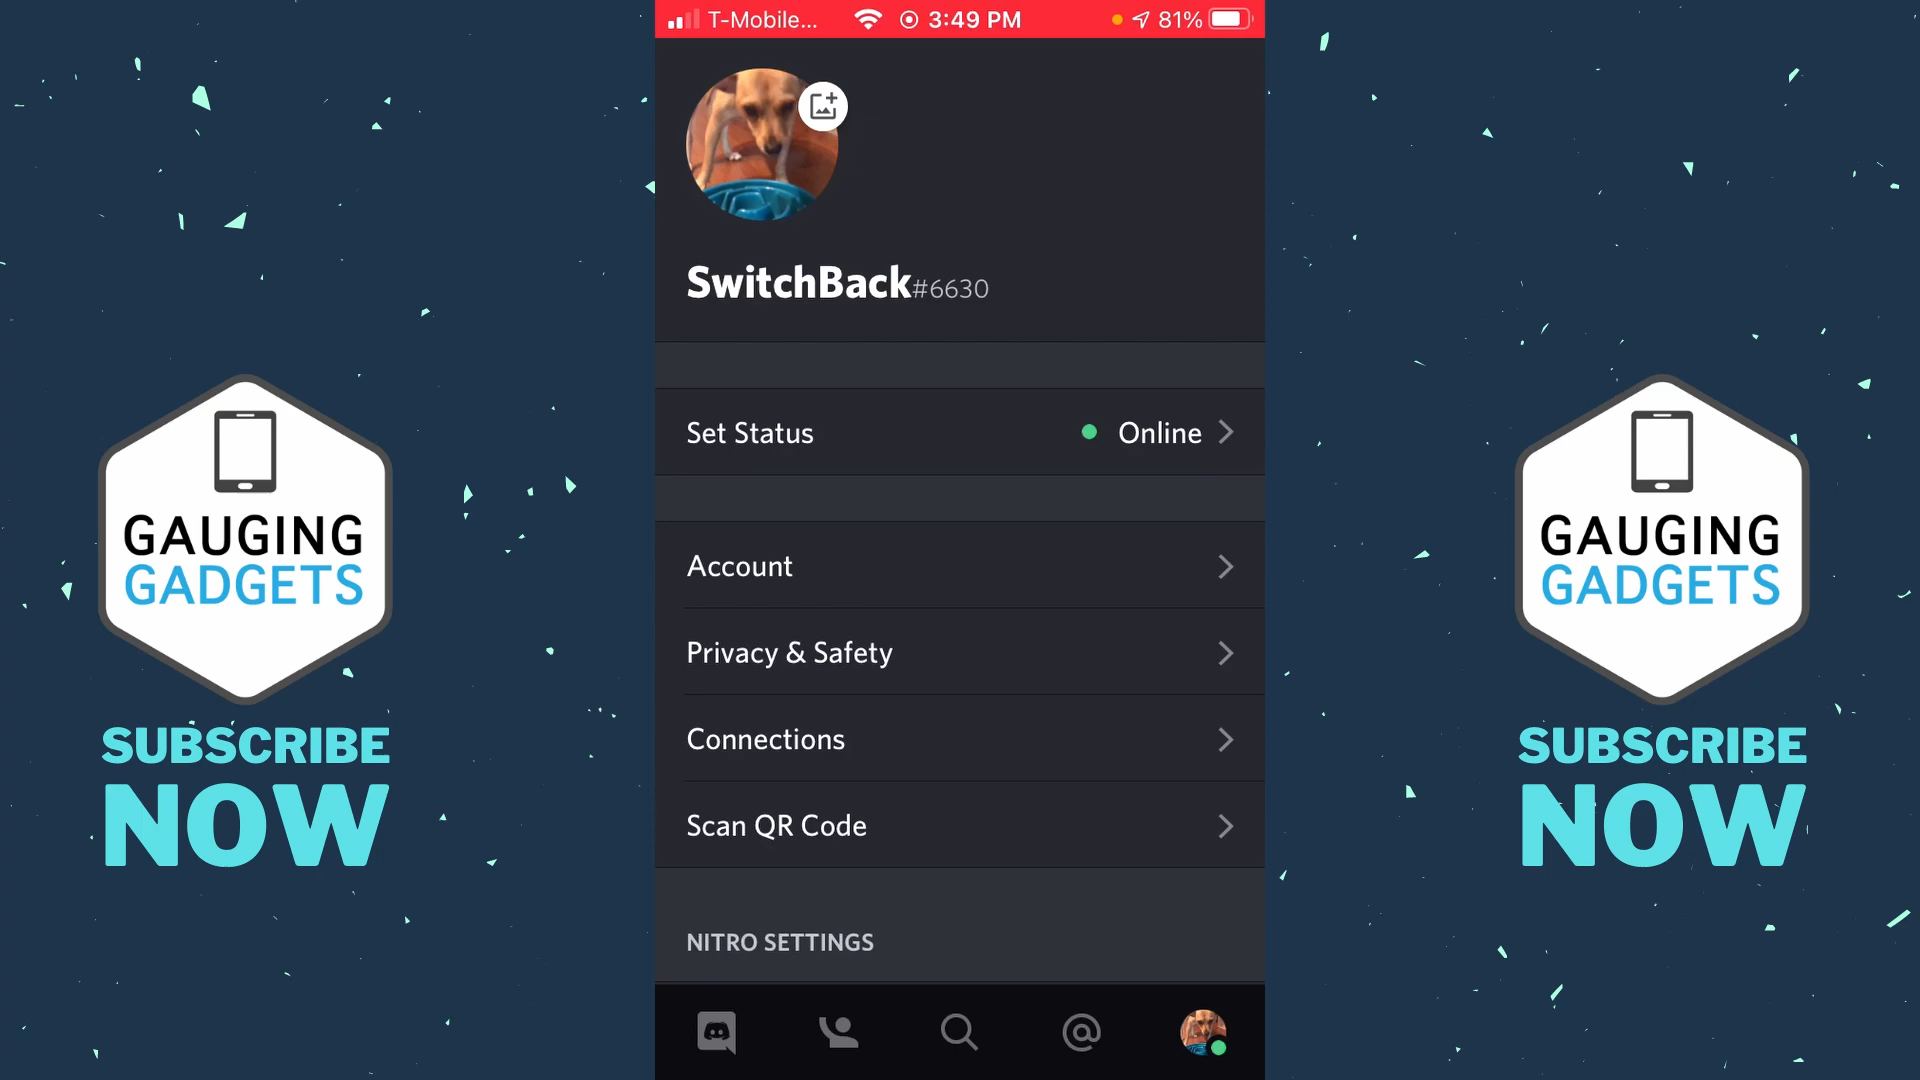 T-Mobile... 3:49 PM 81%
SwitchBack#6630
Set Status Online
Account
Privacy & Safety
Connections
Scan QR Code
NITRO SETTINGS
GAUGING
GADGETS
SUBSCRIBE
NOW
GAUGING
GADGETS
SUBSCRIBE
NOW